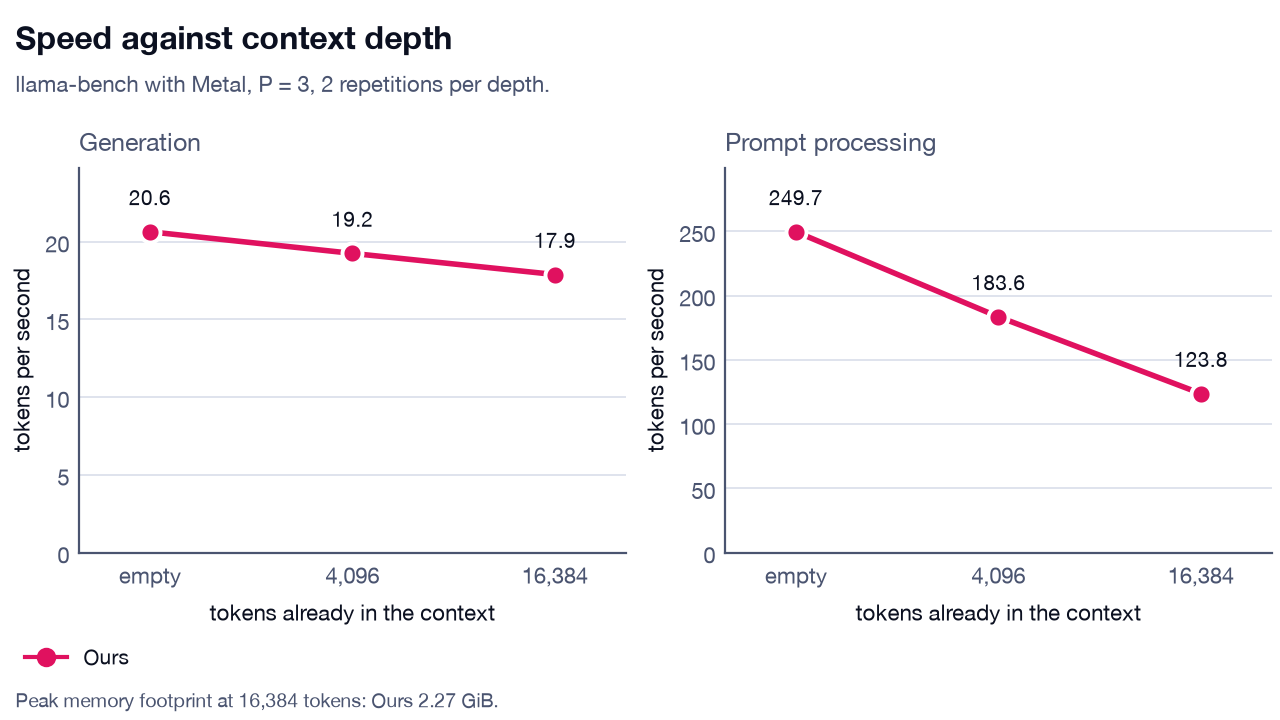 Speed against context depth
llama-bench with Metal, P = 3, 2 repetitions per depth.
Generation
20.6
19.2
17.9
20
15
10
5
0
tokens per second
empty
4,096
16,384
tokens already in the context
Prompt processing
249.7
183.6
123.8
250
200
150
100
50
0
tokens per second
empty
4,096
16,384
tokens already in the context
Ours
Peak memory footprint at 16,384 tokens: Ours 2.27 GiB.